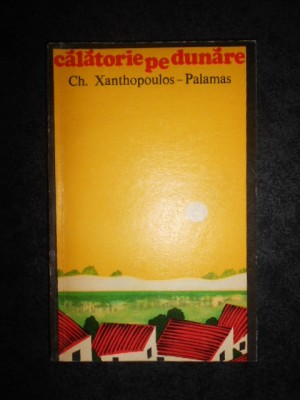 călătorie pe dunăre
Ch. Xanthopoulos-Palamas